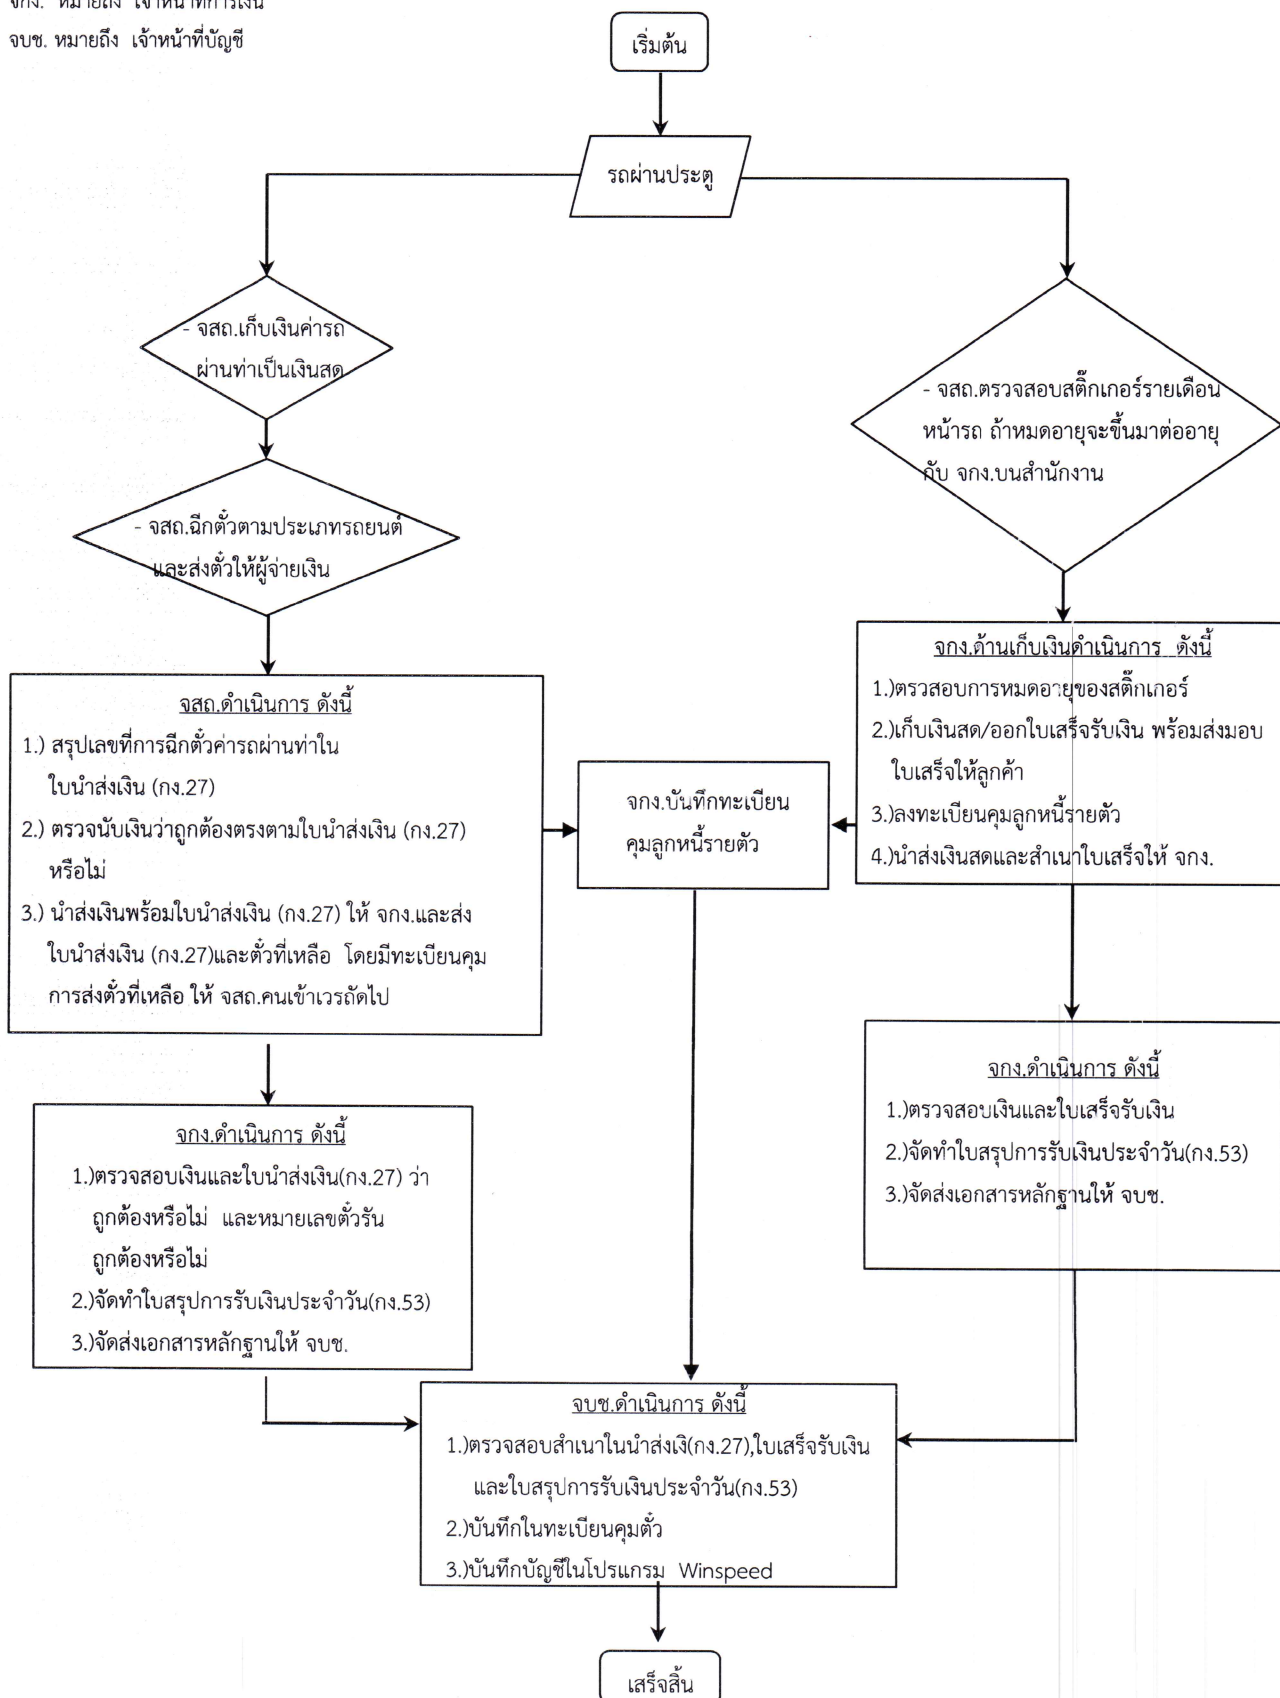 จกง. หมายถึง เจ้าหน้าที่การเงิน
จบช. หมายถึง เจ้าหน้าที่บัญชี
เริ่มต้น
รถผ่านประตู
- จสถ.เก็บเงินค่ารถ
ผ่านท่าเป็นเงินสด
- จสถ.ฉีกตั๋วตามประเภทรถยนต์
และส่งตั๋วให้ผู้จ่ายเงิน
จสถ.ดำเนินการ ดังนี้
1.) สรุปเลขที่การฉีกตั๋วค่ารถผ่านท่าใน
ใบนำส่งเงิน (กง.27)
2.) ตรวจนับเงินว่าถูกต้องตรงตามใบนำส่งเงิน (กง.27)
หรือไม่
3.) นำส่งเงินพร้อมใบนำส่งเงิน (กง.27) ให้ จกง.และส่ง
ใบนำส่งเงิน (กง.27)และตั๋วที่เหลือ โดยมีทะเบียนคุม
การส่งตั๋วที่เหลือ ให้ จสถ.คนเข้าเวรถัดไป
จกง.ดำเนินการ ดังนี้
1.)ตรวจสอบเงินและใบนำส่งเงิน(กง.27) ว่า
ถูกต้องหรือไม่ และหมายเลขตั๋วรัน
ถูกต้องหรือไม่
2.)จัดทำใบสรุปการรับเงินประจำวัน(กง.53)
3.)จัดส่งเอกสารหลักฐานให้ จบช.
จกง.บันทึกทะเบียน
คุมลูกหนี้รายตัว
- จสถ.ตรวจสอบสติ๊กเกอร์รายเดือน
หน้ารถ ถ้าหมดอายุจะขึ้นมาต่ออายุ
กับ จกง.บนสำนักงาน
จกง.ด้านเก็บเงินดำเนินการ ดังนี้
1.)ตรวสอบการหมดอายุของสติ๊กเกอร์
2.)เก็บเงินสด/ออกใบเสร็จรับเงิน พร้อมส่งมอบ
ใบเสร็จให้ลูกค้า
3.)ลงทะเบียนคุมลูกหนี้รายตัว
4.)นำส่งเงินสดและสำเนาใบเสร็จให้ จกง.
จกง.ดำเนินการ ดังนี้
1.)ตรวจสอบเงินและใบเสร็จรับเงิน
2.)จัดทำใบสรุปการรับเงินประจำวัน(กง.53)
3.)จัดส่งเอกสารหลักฐานให้ จบช.
จบช.ดำเนินการ ดังนี้
1.)ตรวจสอบสำเนาในนำส่งเงิ(กง.27),ใบเสร็จรับเงิน
และใบสรุปการรับเงินประจำวัน(กง.53)
2.)บันทึกในทะเบียนคุมตั๋ว
3.)บันทึกบัญชีในโปรแกรม Winspeed
เสร็จสิ้น